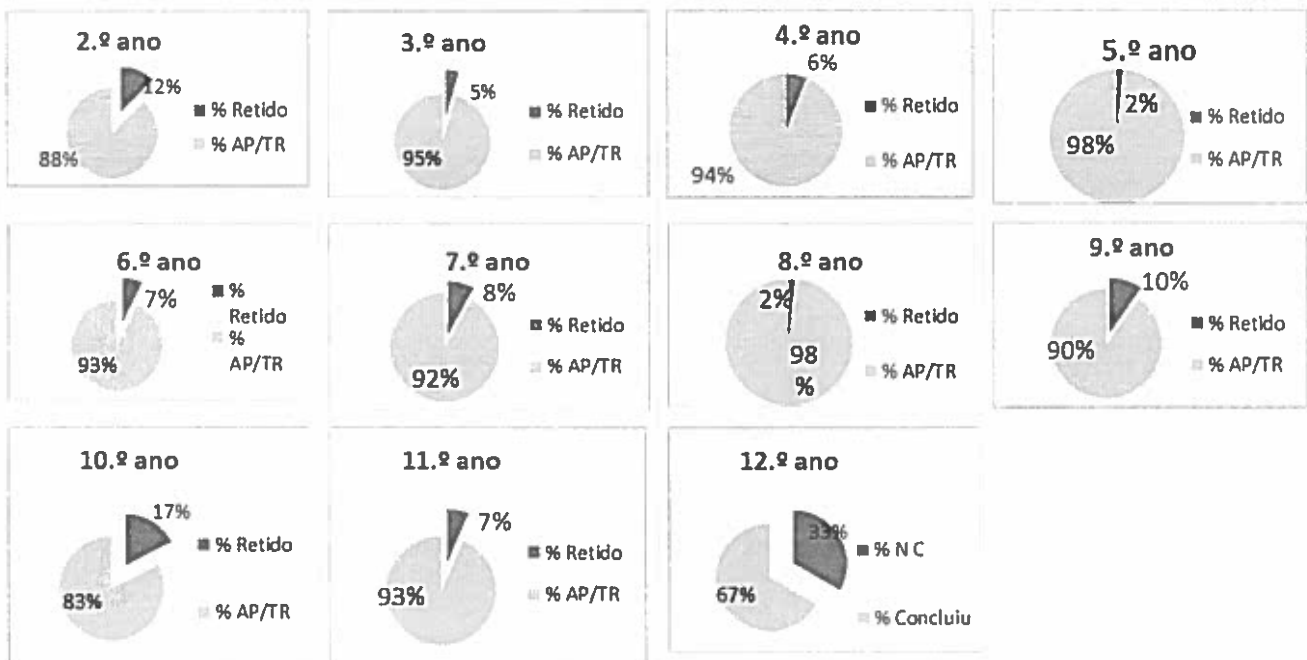 2.º ano
12%
88%
% Retido
% AP/TR
3.º ano
5%
95%
% Retido
% AP/TR
4.º ano
6%
94%
% Retido
% AP/TR
5.º ano
2%
98%
% Retido
% AP/TR
6.º ano
7%
93%
%
Retido
%
AP/TR
7.º ano
8%
92%
% Retido
% AP/TR
8.º ano
2%
98
%
% Retido
% AP/TR
9.º ano
10%
90%
% Retido
% AP/TR
10.º ano
17%
83%
% Retido
% AP/TR
11.º ano
7%
93%
% Retido
% AP/TR
12.º ano
33%
67%
% N C
% Concluiu